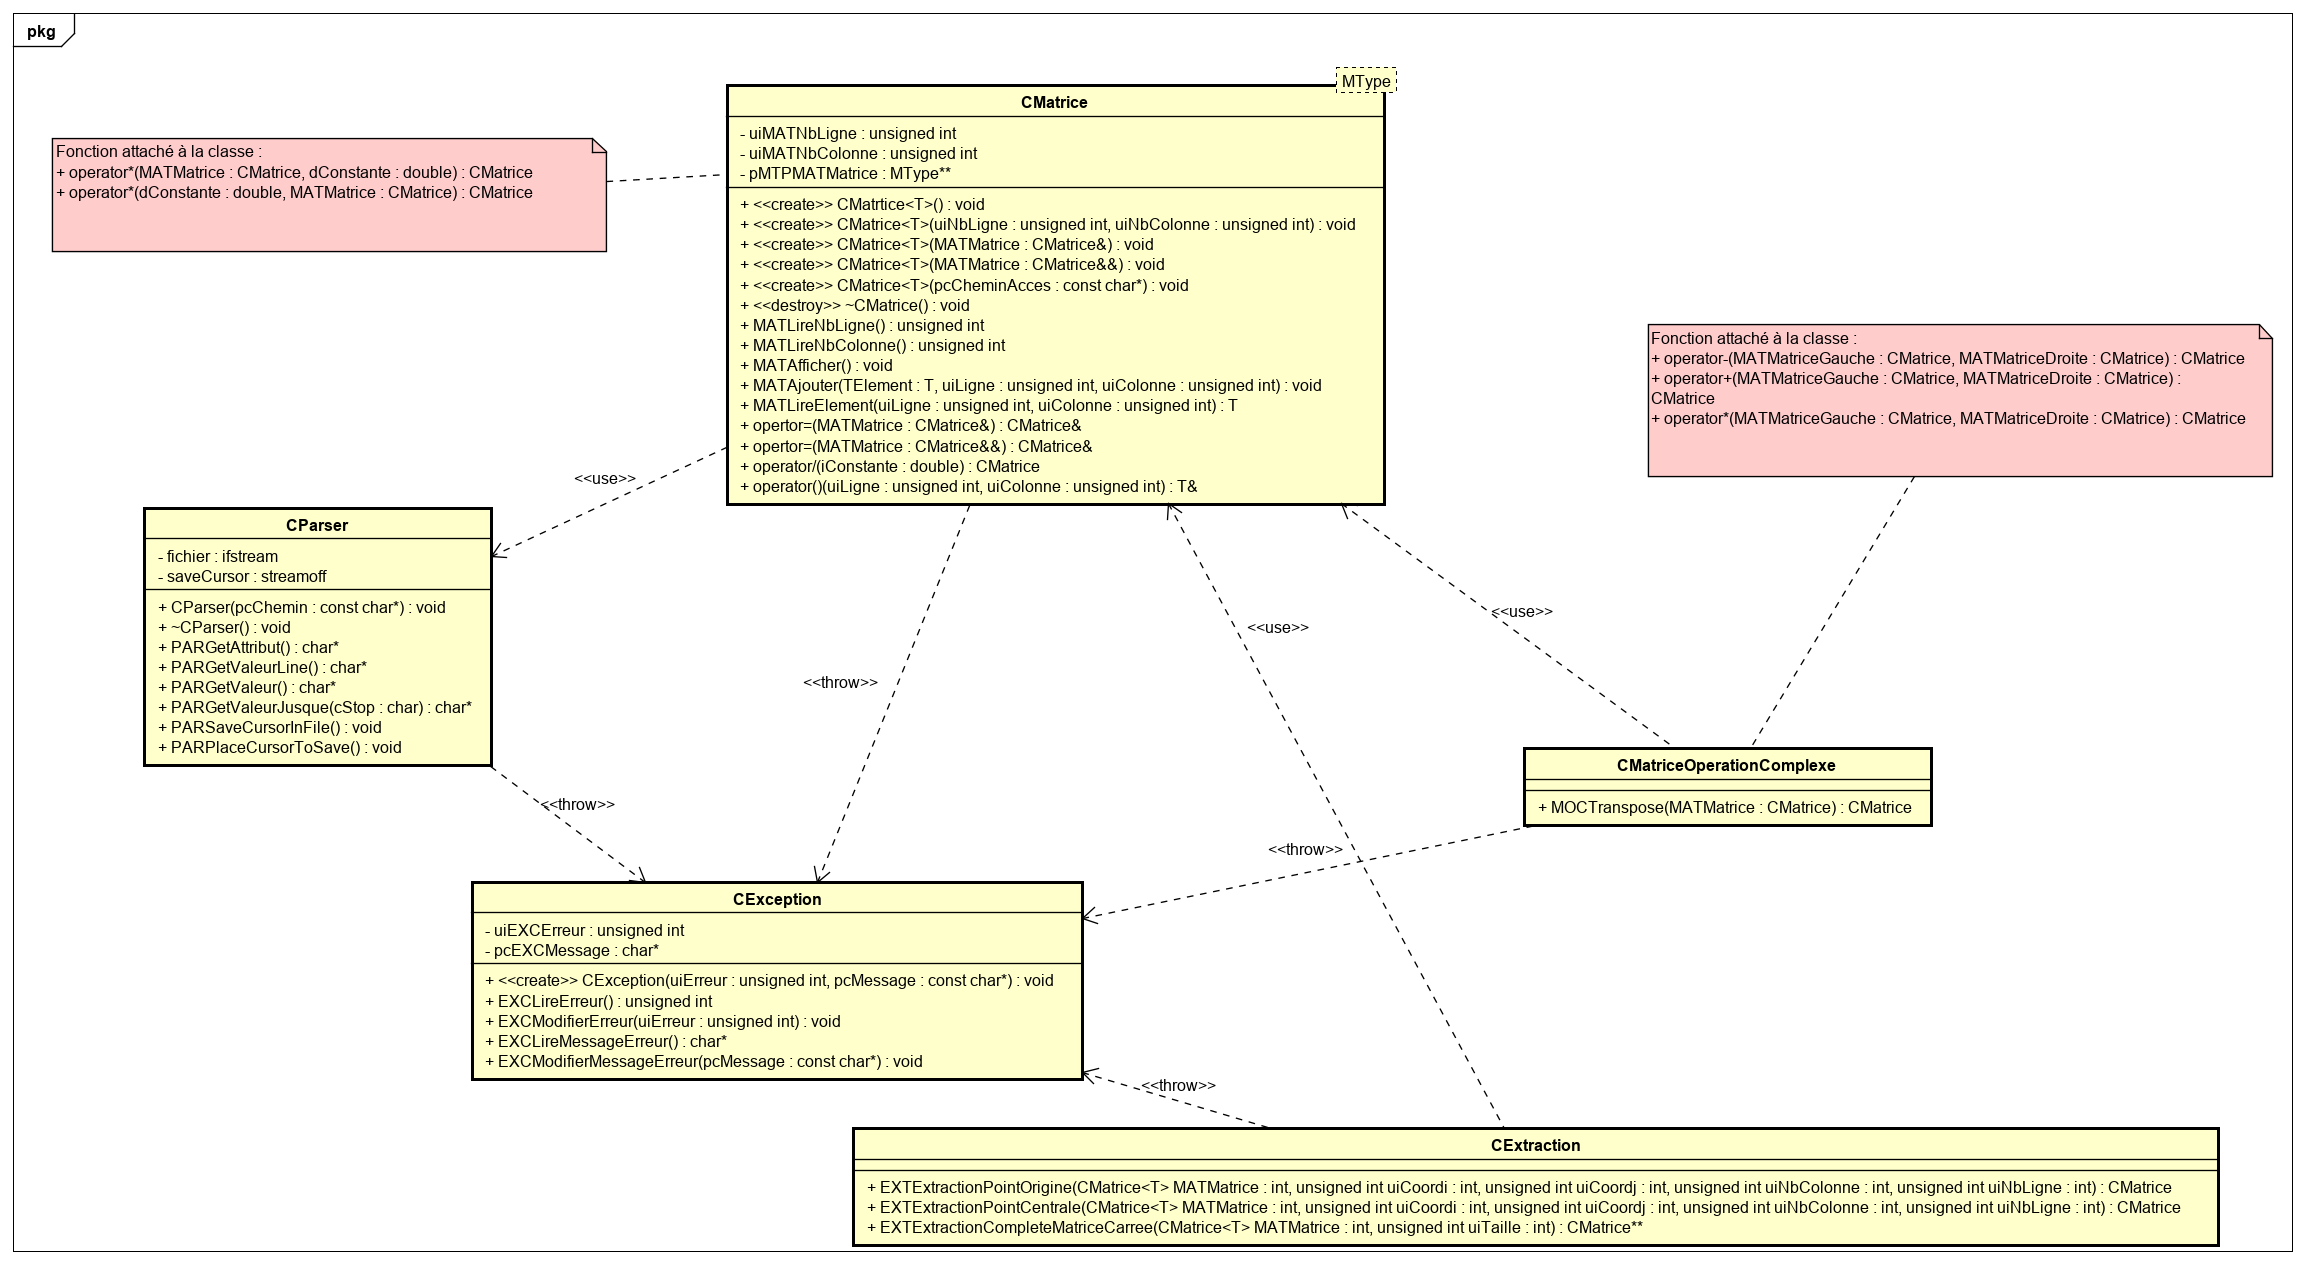 pkg
MType
CMatrice
- uiMATNbLigne : unsigned int
- uiMATNbColonne : unsigned int
- pMTPMATMatrice : MType**
+ <<create>> CMatrtice<T>() : void
+ <<create>> CMatrice<T>(uiNbLigne : unsigned int, uiNbColonne : unsigned int) : void
+ <<create>> CMatrice<T>(MATMatrice : CMatrice&) : void
+ <<create>> CMatrice<T>(MATMatrice : CMatrice&&) : void
+ <<create>> CMatrice<T>(pcCheminAcces : const char*) : void
+ <<destroy>> ~CMatrice() : void
+ MATLireNbLigne() : unsigned int
+ MATLireNbColonne() : unsigned int
+ MATAfficher() : void
+ MATAjouter(TElement : T, uiLigne : unsigned int, uiColonne : unsigned int) : void
+ MATLireElement(uiLigne : unsigned int, uiColonne : unsigned int) : T
+ opertor=(MATMatrice : CMatrice&) : CMatrice&
+ opertor=(MATMatrice : CMatrice&&) : CMatrice&
+ operator/(iConstante : double) : CMatrice
+ operator()(uiLigne : unsigned int, uiColonne : unsigned int) : T&
Fonction attaché à la classe :
+ operator*(MATMatrice : CMatrice, dConstante : double) : CMatrice
+ operator*(dConstante : double, MATMatrice : CMatrice) : CMatrice
Fonction attaché à la classe :
+ operator-(MATMatriceGauche : CMatrice, MATMatriceDroite : CMatrice) : CMatrice
+ operator+(MATMatriceGauche : CMatrice, MATMatriceDroite : CMatrice) :
CMatrice
+ operator*(MATMatriceGauche : CMatrice, MATMatriceDroite : CMatrice) : CMatrice
<<use>>
CParser
- fichier : ifstream
- saveCursor : streamoff
+ CParser(pcChemin : const char*) : void
+ ~CParser() : void
+ PARGetAttribut() : char*
+ PARGetValeurLine() : char*
+ PARGetValeur() : char*
+ PARGetValeurJusque(cStop : char) : char*
+ PARSaveCursorInFile() : void
+ PARPlaceCursorToSave() : void
<<use>>
<<use>>
<<throw>>
CMatriceOperationComplexe
+ MOCTranspose(MATMatrice : CMatrice) : CMatrice
<<throw>>
<<throw>>
CException
- uiEXCErreur : unsigned int
- pcEXCMessage : char*
+ <<create>> CException(uiErreur : unsigned int, pcMessage : const char*) : void
+ EXCLireErreur() : unsigned int
+ EXCModifierErreur(uiErreur : unsigned int) : void
+ EXCLireMessageErreur() : char*
+ EXCModifierMessageErreur(pcMessage : const char*) : void
<<throw>>
CExtraction
+ EXTExtractionPointOrigine(CMatrice<T> MATMatrice : int, unsigned int uiCoordi : int, unsigned int uiCoordj : int, unsigned int uiNbColonne : int, unsigned int uiNbLigne : int) : CMatrice
+ EXTExtractionPointCentrale(CMatrice<T> MATMatrice : int, unsigned int uiCoordi : int, unsigned int uiCoordj : int, unsigned int uiNbColonne : int, unsigned int uiNbLigne : int) : CMatrice
+ EXTExtractionCompleteMatriceCarree(CMatrice<T> MATMatrice : int, unsigned int uiTaille : int) : CMatrice**